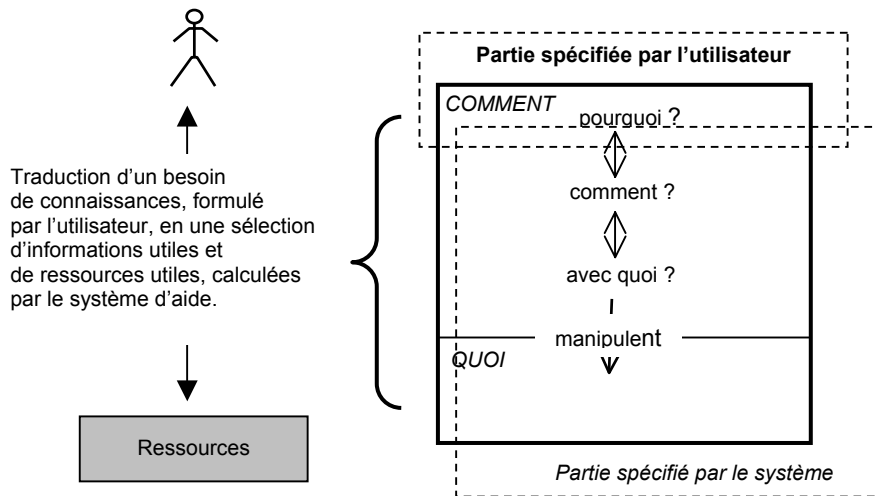 Traduction d’un besoin
de connaissances, formulé
par l’utilisateur, en une sélection
d’informations utiles et
de ressources utiles, calculées
par le système d’aide.
Ressources
Partie spécifiée par l’utilisateur
COMMENT
pourquoi ?
comment ?
avec quoi ?
manipulent
QUOI
Partie spécifié par le système